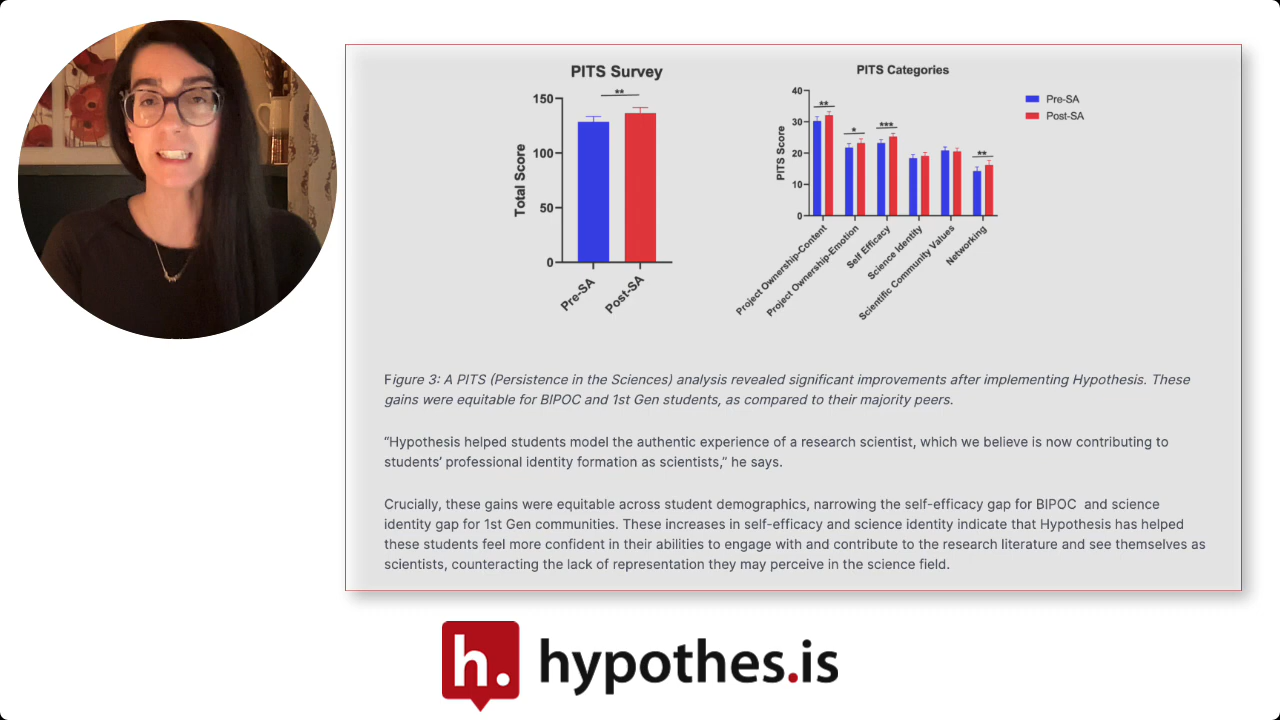 PITS Survey
150
100
50
0
Total Score
**
Pre-SA
Post-SA
PITS Categories
40
30
20
10
0
PITS Score
**
*
***
**
Project Ownership-Content
Project Ownership-Emotion
Self Efficacy
Science Identity
Scientific Community Values
Networking
Pre-SA
Post-SA
Figure 3: A PITS (Persistence in the Sciences) analysis revealed significant improvements after implementing Hypothesis. These
gains were equitable for BIPOC and 1st Gen students, as compared to their majority peers.
“Hypothesis helped students model the authentic experience of a research scientist, which we believe is now contributing to
students’ professional identity formation as scientists,” he says.
Crucially, these gains were equitable across student demographics, narrowing the self-efficacy gap for BIPOC and science
identity gap for 1st Gen communities. These increases in self-efficacy and science identity indicate that Hypothesis has helped
these students feel more confident in their abilities to engage with and contribute to the research literature and see themselves as
scientists, counteracting the lack of representation they may perceive in the science field.
h.
hypothes.is